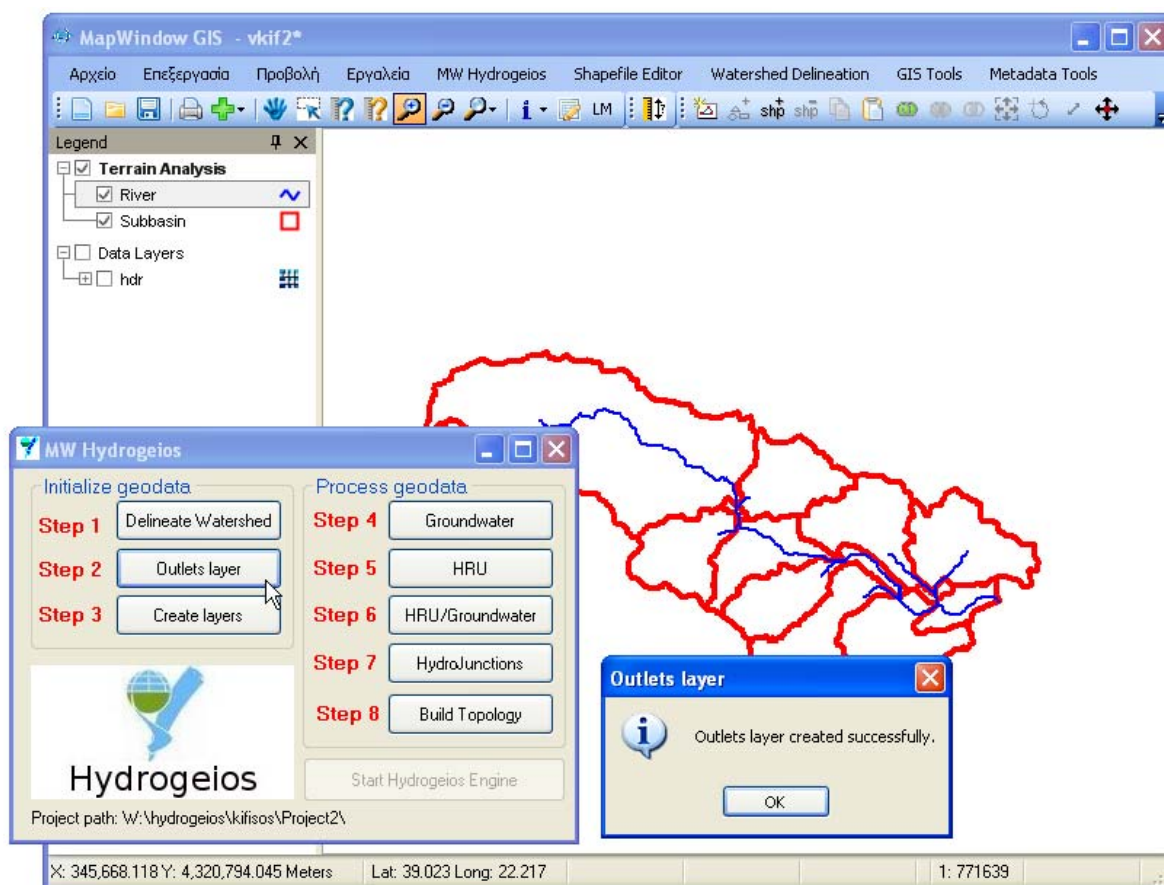 MapWindow GIS - vkif2*
Αρχείο Επεξεργασία Προβολή Εργαλεία MW Hydrogeios Shapefile Editor Watershed Delineation GIS Tools Metadata Tools
LM shp shp
Legend
Terrain Analysis
River
Subbasin
Data Layers
hdr
MW Hydrogeios
Initialize geodata
Step 1 Delineate Watershed
Step 2 Outlets layer
Step 3 Create layers
Process geodata
Step 4 Groundwater
Step 5 HRU
Step 6 HRU/Groundwater
Step 7 HydroJunctions
Step 8 Build Topology
Hydrogeios
Start Hydrogeios Engine
Project path: W:\hydrogeios\kifisos\Project2\
Outlets layer
Outlets layer created successfully.
OK
X: 345,668.118 Y: 4,320,794.045 Meters Lat: 39.023 Long: 22.217 1: 771639